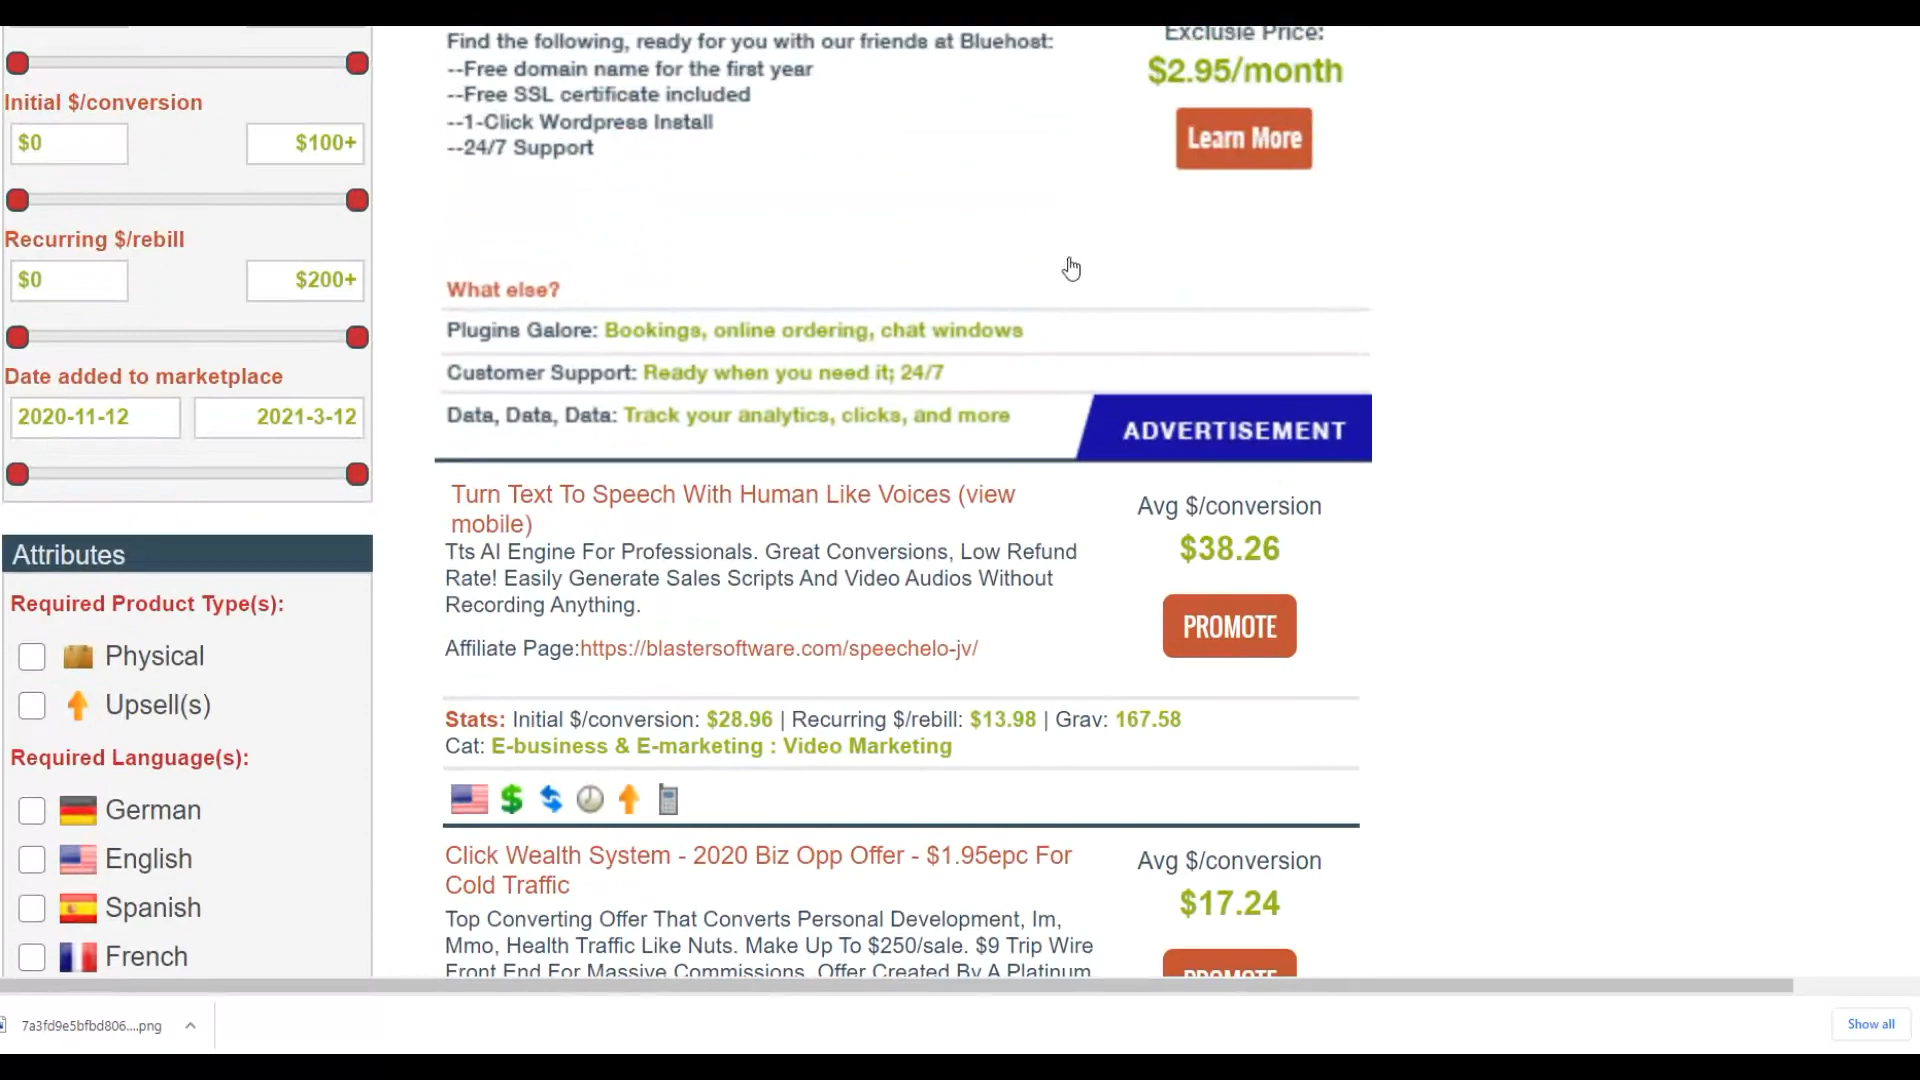 Initial $/conversion
$0
$100+
Recurring $/rebill
$0
$200+
Date added to marketplace
2020-11-12
2021-3-12
Attributes
Required Product Type(s):
Physical
Upsell(s)
Required Language(s):
German
English
Spanish
French
Find the following, ready for you with our friends at Bluehost:
--Free domain name for the first year
--Free SSL certificate included
--1-Click Wordpress Install
--24/7 Support
Exclusie Price:
$2.95/month
Learn More
What else?
Plugins Galore: Bookings, online ordering, chat windows
Customer Support: Ready when you need it; 24/7
Data, Data, Data: Track your analytics, clicks, and more
ADVERTISEMENT
Turn Text To Speech With Human Like Voices (view
mobile)
Tts AI Engine For Professionals. Great Conversions, Low Refund
Rate! Easily Generate Sales Scripts And Video Audios Without
Recording Anything.
Affiliate Page:https://blastersoftware.com/speechelo-jv/
Avg $/conversion
$38.26
PROMOTE
Stats: Initial $/conversion: $28.96 | Recurring $/rebill: $13.98 | Grav: 167.58
Cat: E-business & E-marketing : Video Marketing
Click Wealth System - 2020 Biz Opp Offer - $1.95epc For
Cold Traffic
Top Converting Offer That Converts Personal Development, Im,
Mmo, Health Traffic Like Nuts. Make Up To $250/sale. $9 Trip Wire
Front End For Massive Commissions. Offer Created By A Platinum
Avg $/conversion
$17.24
PROMOTE
7a3fd9e5bfbd806....png
Show all